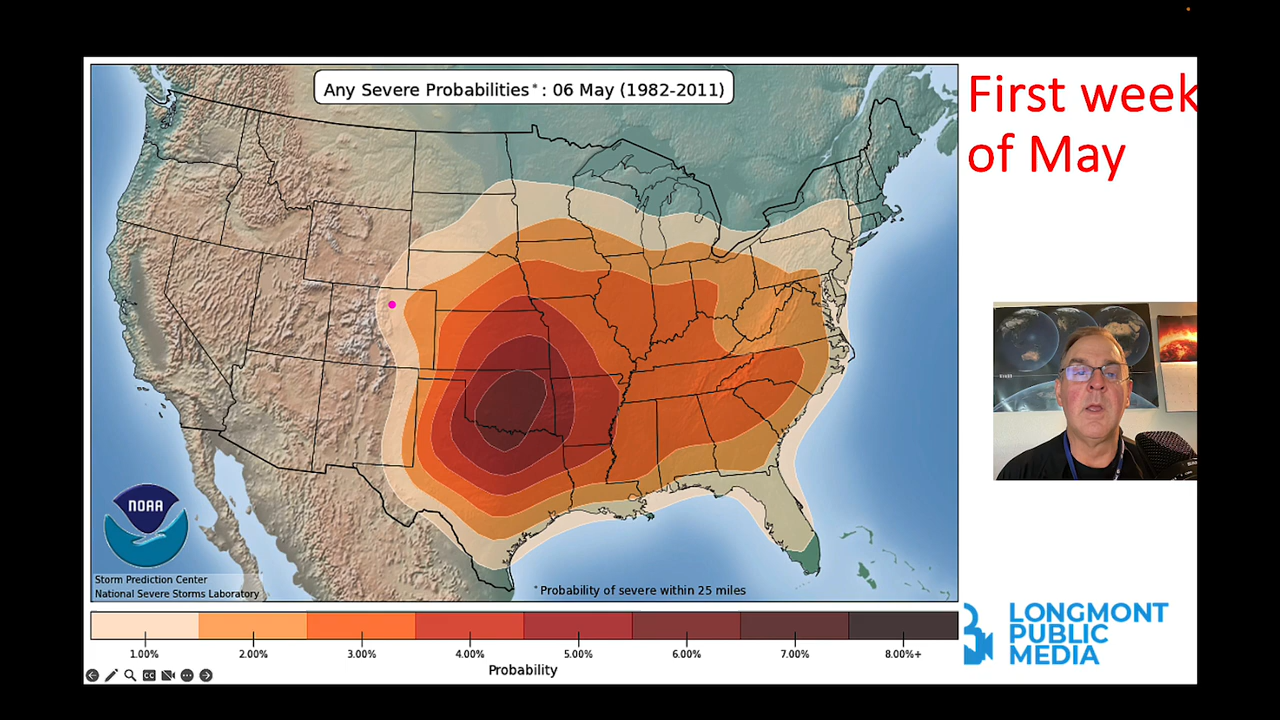 Any Severe Probabilities*: 06 May (1982-2011)
First week
of May
NOAA
Storm Prediction Center
National Severe Storms Laboratory
*Probability of severe within 25 miles
1.00% 2.00% 3.00% 4.00% 5.00% 6.00% 7.00% 8.00%+
Probability
CC
LONGMONT
PUBLIC
MEDIA